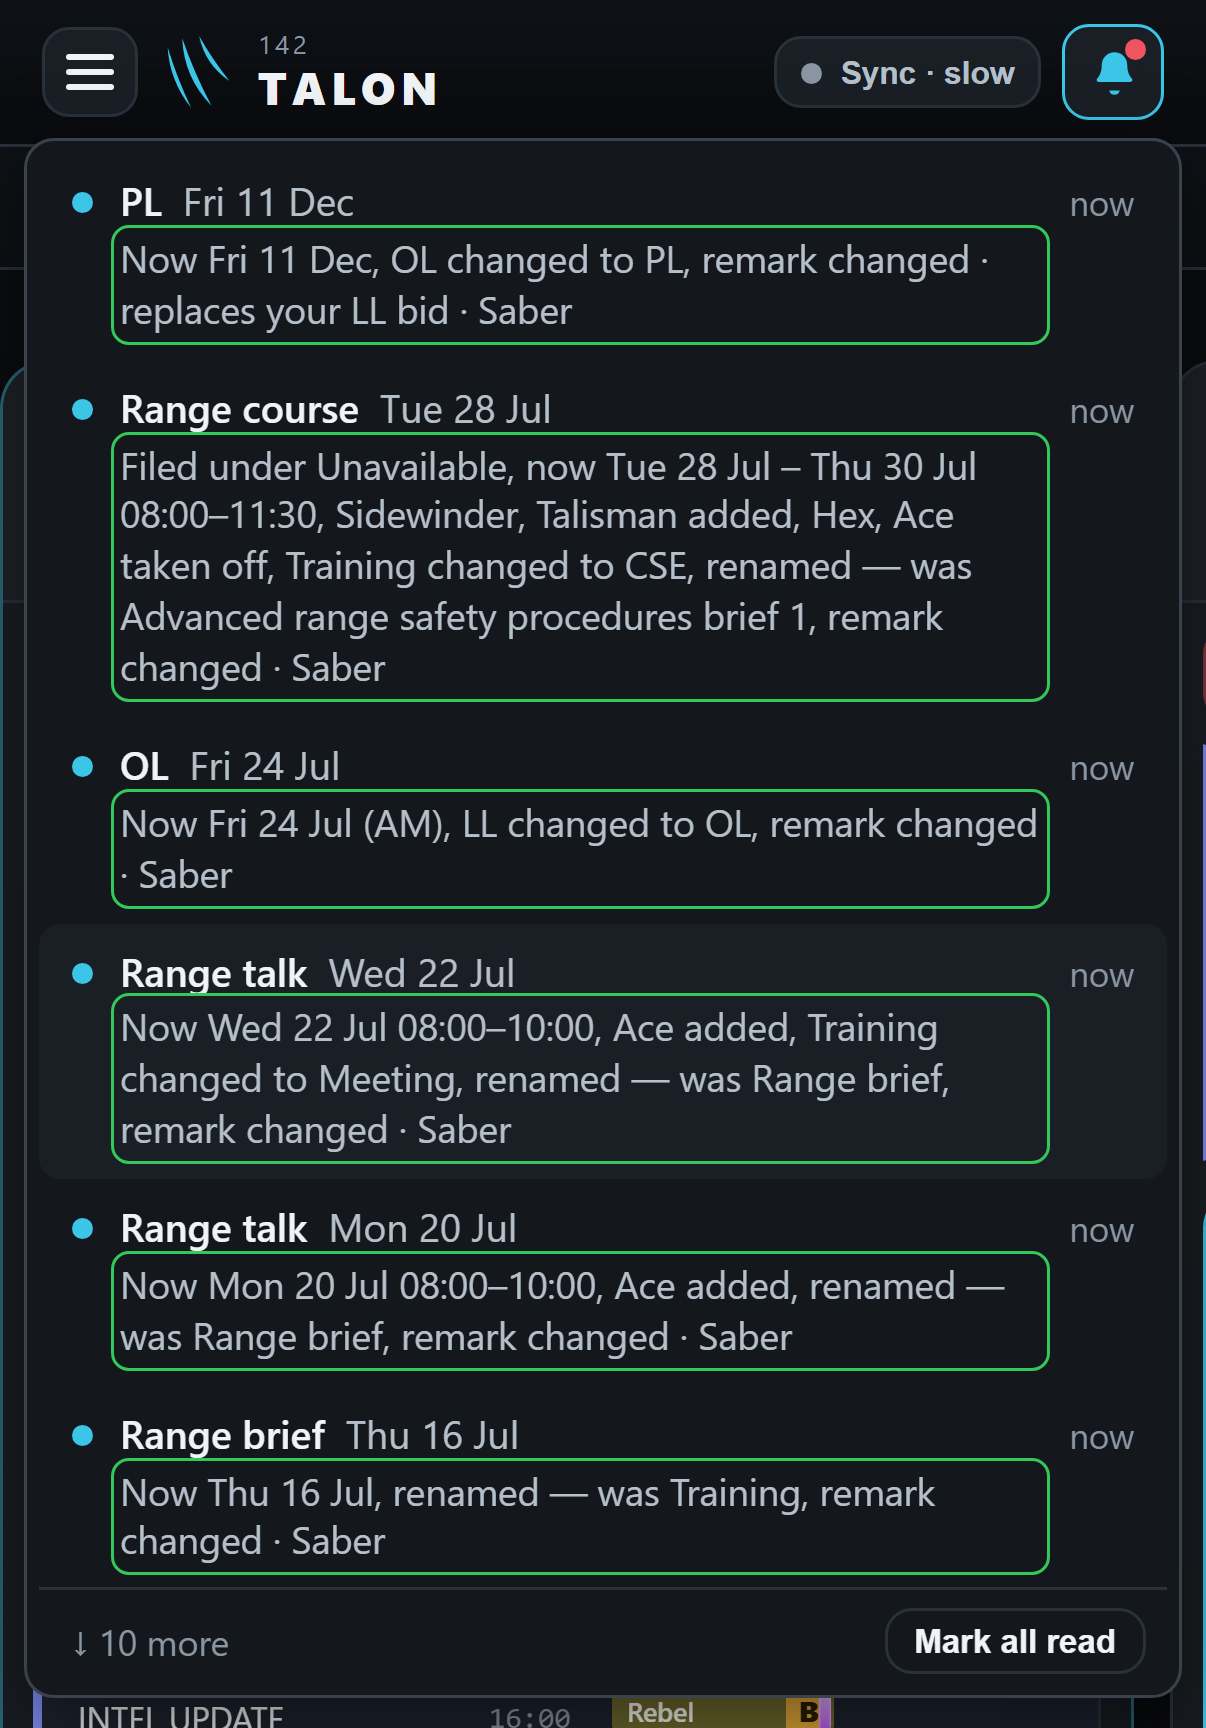 142
TALON
Sync · slow
PL Fri 11 Dec now
Now Fri 11 Dec, OL changed to PL, remark changed ·
replaces your LL bid · Saber
Range course Tue 28 Jul now
Filed under Unavailable, now Tue 28 Jul – Thu 30 Jul
08:00–11:30, Sidewinder, Talisman added, Hex, Ace
taken off, Training changed to CSE, renamed — was
Advanced range safety procedures brief 1, remark
changed · Saber
OL Fri 24 Jul now
Now Fri 24 Jul (AM), LL changed to OL, remark changed
· Saber
Range talk Wed 22 Jul now
Now Wed 22 Jul 08:00–10:00, Ace added, Training
changed to Meeting, renamed — was Range brief,
remark changed · Saber
Range talk Mon 20 Jul now
Now Mon 20 Jul 08:00–10:00, Ace added, renamed —
was Range brief, remark changed · Saber
Range brief Thu 16 Jul now
Now Thu 16 Jul, renamed — was Training, remark
changed · Saber
↓ 10 more Mark all read
INTEL UPDATE 16:00 Rebel B